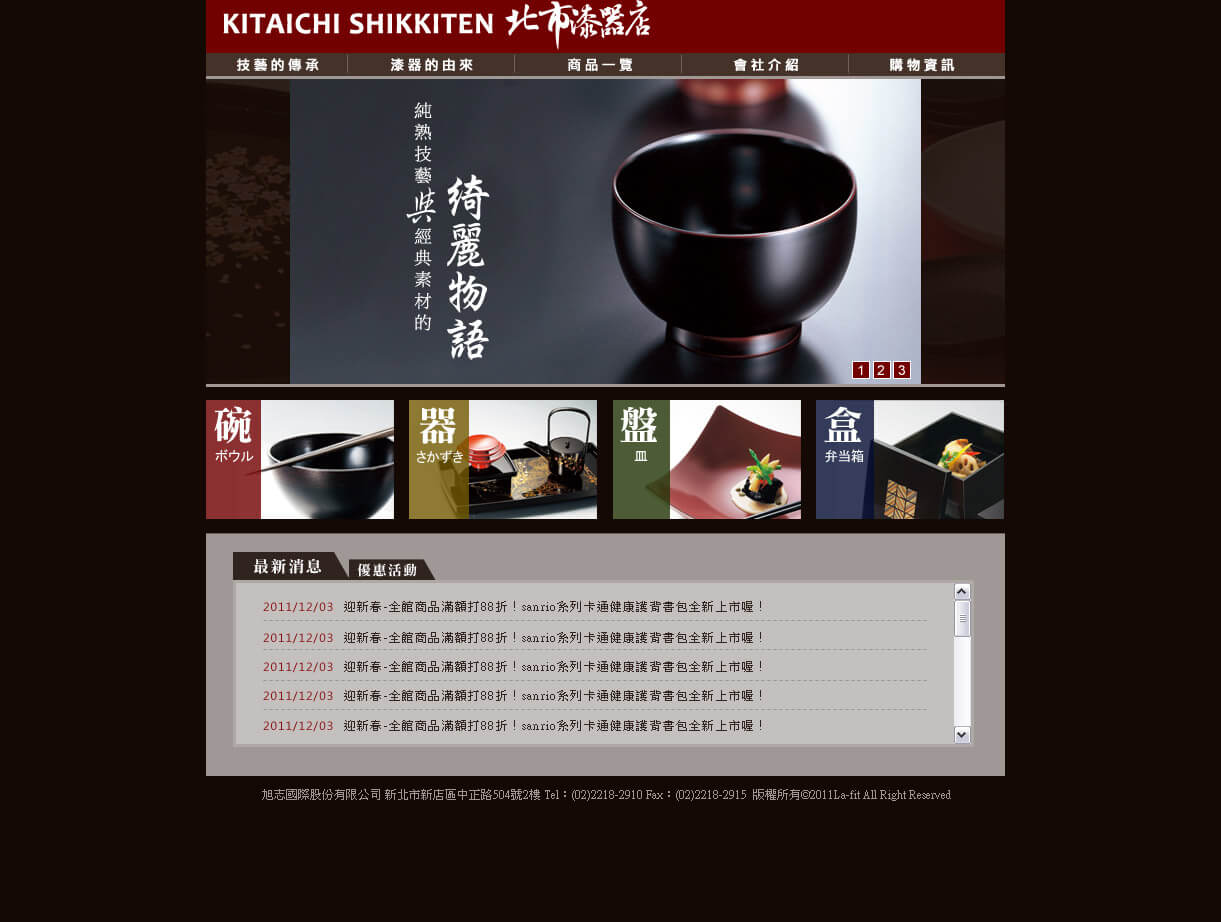 KITAICHI SHIKKITEN 北市漆器店
技藝的傳承 漆器的由來 商品一覽 會社介紹 購物資訊
純熟技藝與經典素材的
綺麗物語
1 2 3
碗
ボウル
器
さかずき
盤
皿
盒
弁当箱
最新消息 優惠活動
2011/12/03 迎新春-全館商品滿額打88折！sanrio系列卡通健康護背書包全新上市喔！
2011/12/03 迎新春-全館商品滿額打88折！sanrio系列卡通健康護背書包全新上市喔！
2011/12/03 迎新春-全館商品滿額打88折！sanrio系列卡通健康護背書包全新上市喔！
2011/12/03 迎新春-全館商品滿額打88折！sanrio系列卡通健康護背書包全新上市喔！
2011/12/03 迎新春-全館商品滿額打88折！sanrio系列卡通健康護背書包全新上市喔！
旭志國際股份有限公司 新北市新店區中正路504號2樓 Tel：(02)2218-2910 Fax：(02)2218-2915 版權所有©2011La-fit All Right Reserved